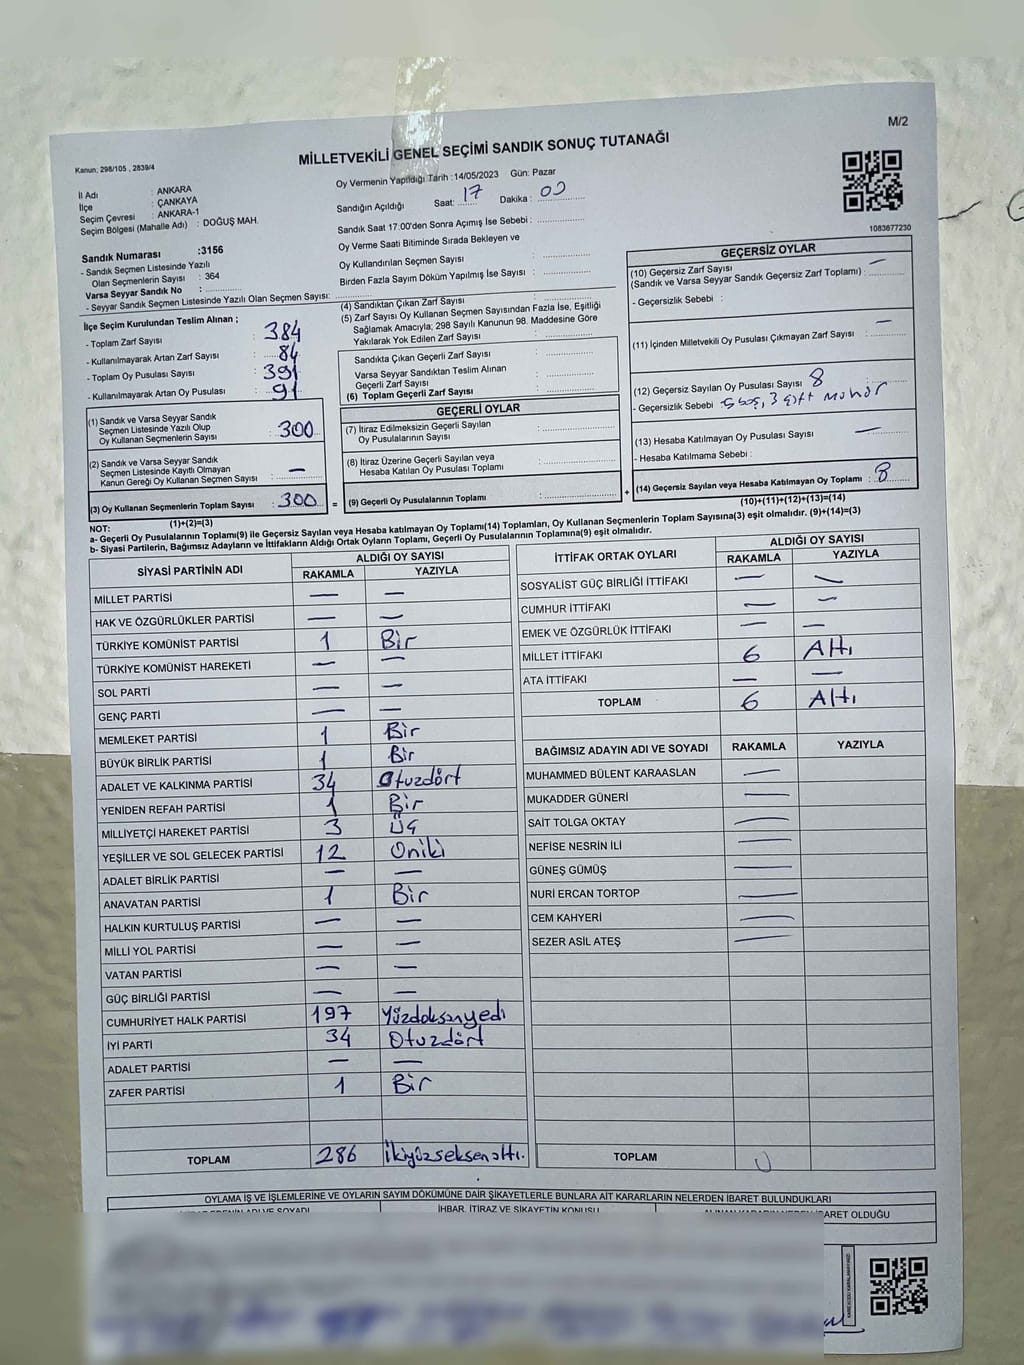 M/2
Kanun: 298/105 , 2839/4
MİLLETVEKİLİ GENEL SEÇİMİ SANDIK SONUÇ TUTANAĞI
İl Adı : ANKARA
İlçe : ÇANKAYA
Seçim Çevresi : ANKARA-1
Seçim Bölgesi (Mahalle Adı) : DOĞUŞ MAH.
Oy Vermenin Yapıldığı Tarih :14/05/2023 Gün: Pazar
Sandığın Açıldığı Saat: 17 Dakika : 00
Sandık Saat 17:00'den Sonra Açımış İse Sebebi :
Oy Verme Saati Bitiminde Sırada Bekleyen ve
Oy Kullandırılan Seçmen Sayısı :
Birden Fazla Sayım Döküm Yapılmış İse Sayısı :
1083677230
Sandık Numarası :3156
- Sandık Seçmen Listesinde Yazılı
Olan Seçmenlerin Sayısı : 364
Varsa Seyyar Sandık No :
- Seyyar Sandık Seçmen Listesinde Yazılı Olan Seçmen Sayısı:
İlçe Seçim Kurulundan Teslim Alınan ;
- Toplam Zarf Sayısı : 384
- Kullanılmayarak Artan Zarf Sayısı : 84
- Toplam Oy Pusulası Sayısı : 391
- Kullanılmayarak Artan Oy Pusulası : 91
(1) Sandık ve Varsa Seyyar Sandık
Seçmen Listesinde Yazılı Olup
Oy Kullanan Seçmenlerin Sayısı : 300
(2) Sandık ve Varsa Seyyar Sandık
Seçmen Listesinde Kayıtlı Olmayan
Kanun Gereği Oy Kullanan Seçmen Sayısı : —
(3) Oy Kullanan Seçmenlerin Toplam Sayısı : 300 =
(1)+(2)=(3)
(4) Sandıktan Çıkan Zarf Sayısı :
(5) Zarf Sayısı Oy Kullanan Seçmen Sayısından Fazla İse, Eşitliği
Sağlamak Amacıyla; 298 Sayılı Kanunun 98. Maddesine Göre
Yakılarak Yok Edilen Zarf Sayısı :
Sandıkta Çıkan Geçerli Zarf Sayısı :
Varsa Seyyar Sandıktan Teslim Alınan
Geçerli Zarf Sayısı :
(6) Toplam Geçerli Zarf Sayısı :
GEÇERLİ OYLAR
(7) İtiraz Edilmeksizin Geçerli Sayılan
Oy Pusulalarının Sayısı :
(8) İtiraz Üzerine Geçerli Sayılan veya
Hesaba Katılan Oy Pusulası Toplamı :
(9) Geçerli Oy Pusulalarının Toplamı : +
GEÇERSİZ OYLAR
(10) Geçersiz Zarf Sayısı
(Sandık ve Varsa Seyyar Sandık Geçersiz Zarf Toplamı) : —
- Geçersizlik Sebebi :
(11) İçinden Milletvekili Oy Pusulası Çıkmayan Zarf Sayısı : —
(12) Geçersiz Sayılan Oy Pusulası Sayısı : 8
- Geçersizlik Sebebi : 5 boş, 3 çift mühür
(13) Hesaba Katılmayan Oy Pusulası Sayısı : —
- Hesaba Katılmama Sebebi :
(14) Geçersiz Sayılan veya Hesaba Katılmayan Oy Toplamı : 8
(10)+(11)+(12)+(13)=(14)
NOT:
a- Geçerli Oy Pusulaların Toplamı(9) ile Geçersiz Sayılan veya Hesaba katılmayan Oy Toplamı(14) Toplamları, Oy Kullanan Seçmenlerin Toplam Sayısına(3) eşit olmalıdır. (9)+(14)=(3)
b- Siyasi Partilerin, Bağımsız Adayların ve İttifakların Aldığı Ortak Oyların Toplamı, Geçerli Oy Pusulalarının Toplamına(9) eşit olmalıdır.
SİYASİ PARTİNİN ADI ALDIĞI OY SAYISI
RAKAMLA YAZIYLA
MİLLET PARTİSİ — —
HAK VE ÖZGÜRLÜKLER PARTİSİ — —
TÜRKİYE KOMÜNİST PARTİSİ 1 Bir
TÜRKİYE KOMÜNİST HAREKETİ — —
SOL PARTİ — —
GENÇ PARTİ — —
MEMLEKET PARTİSİ 1 Bir
BÜYÜK BİRLİK PARTİSİ 1 Bir
ADALET VE KALKINMA PARTİSİ 34 Otuzdört
YENİDEN REFAH PARTİSİ 1 Bir
MİLLİYETÇİ HAREKET PARTİSİ 3 Üç
YEŞİLLER VE SOL GELECEK PARTİSİ 12 Oniki
ADALET BİRLİK PARTİSİ — —
ANAVATAN PARTİSİ 1 Bir
HALKIN KURTULUŞ PARTİSİ — —
MİLLİ YOL PARTİSİ — —
VATAN PARTİSİ — —
GÜÇ BİRLİĞİ PARTİSİ — —
CUMHURİYET HALK PARTİSİ 197 Yüzdoksanyedi
İYİ PARTİ 34 Otuzdört
ADALET PARTİSİ — —
ZAFER PARTİSİ 1 Bir
TOPLAM 286 İkiyüzseksenaltı.
İTTİFAK ORTAK OYLARI ALDIĞI OY SAYISI
RAKAMLA YAZIYLA
SOSYALİST GÜÇ BİRLİĞİ İTTİFAKI — —
CUMHUR İTTİFAKI — —
EMEK VE ÖZGÜRLÜK İTTİFAKI — —
MİLLET İTTİFAKI 6 Altı
ATA İTTİFAKI — —
TOPLAM 6 Altı
BAĞIMSIZ ADAYIN ADI VE SOYADI RAKAMLA YAZIYLA
MUHAMMED BÜLENT KARAASLAN —
MUKADDER GÜNERİ —
SAİT TOLGA OKTAY —
NEFİSE NESRİN İLİ —
GÜNEŞ GÜMÜŞ —
NURİ ERCAN TORTOP —
CEM KAHYERİ —
SEZER ASİL ATEŞ —
TOPLAM
OYLAMA İŞ VE İŞLEMLERİNE VE OYLARIN SAYIM DÖKÜMÜNE DAİR ŞİKAYETLERLE BUNLARA AİT KARARLARIN NELERDEN İBARET BULUNDUKLARI
İHBAR, İTİRAZ VE ŞİKAYETİN KONUSU
İBARET OLDUĞU